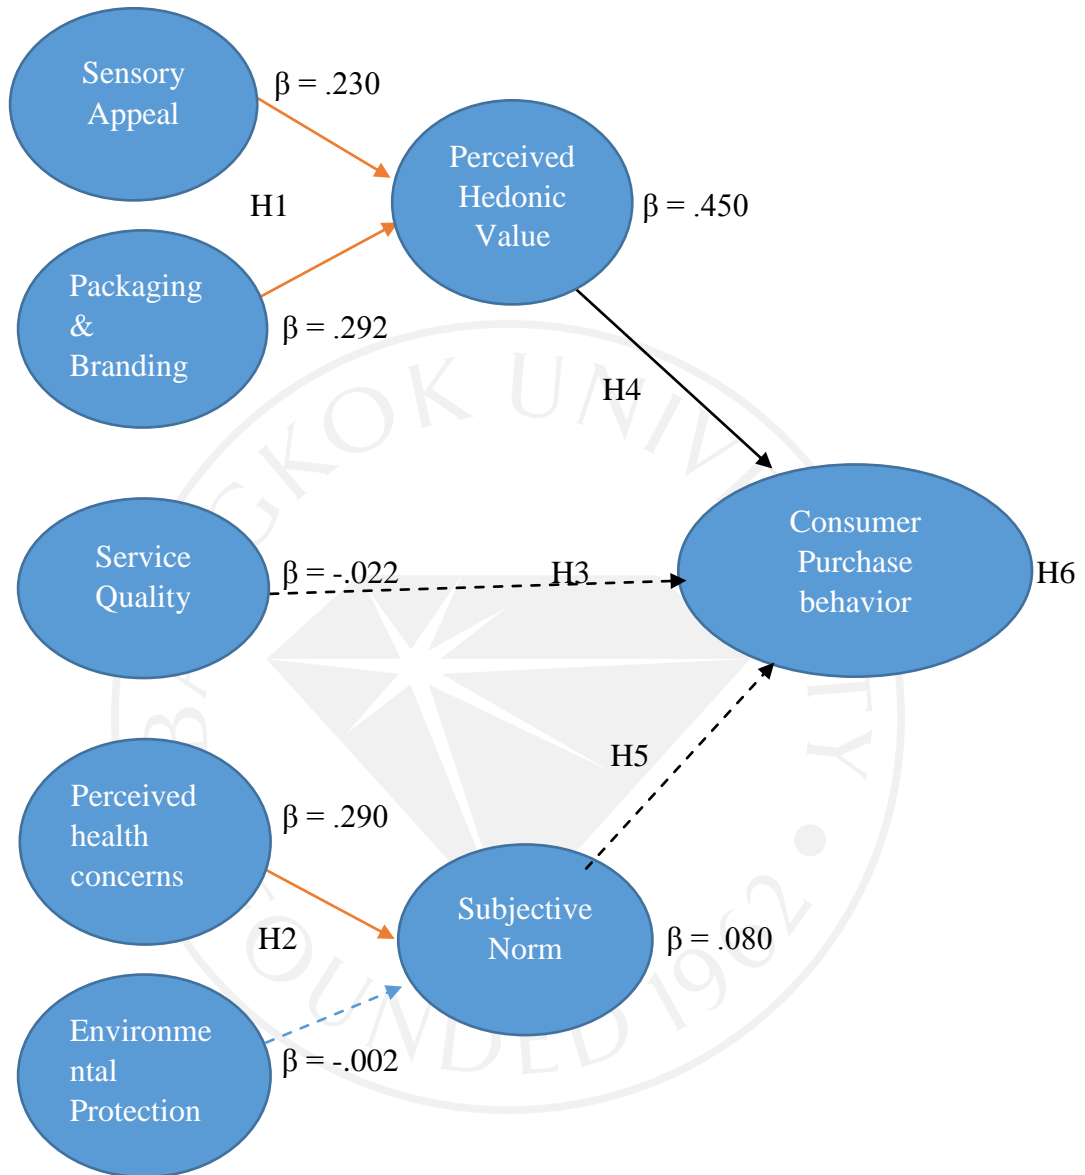 Sensory
Appeal
β = .230
H1
Packaging
&
Branding
β = .292
Perceived
Hedonic
Value
β = .450
H4
Service
Quality
β = -.022
H3
Consumer
Purchase
behavior
H6
Perceived
health
concerns
β = .290
H2
H5
Subjective
Norm
β = .080
Environme
ntal
Protection
β = -.002